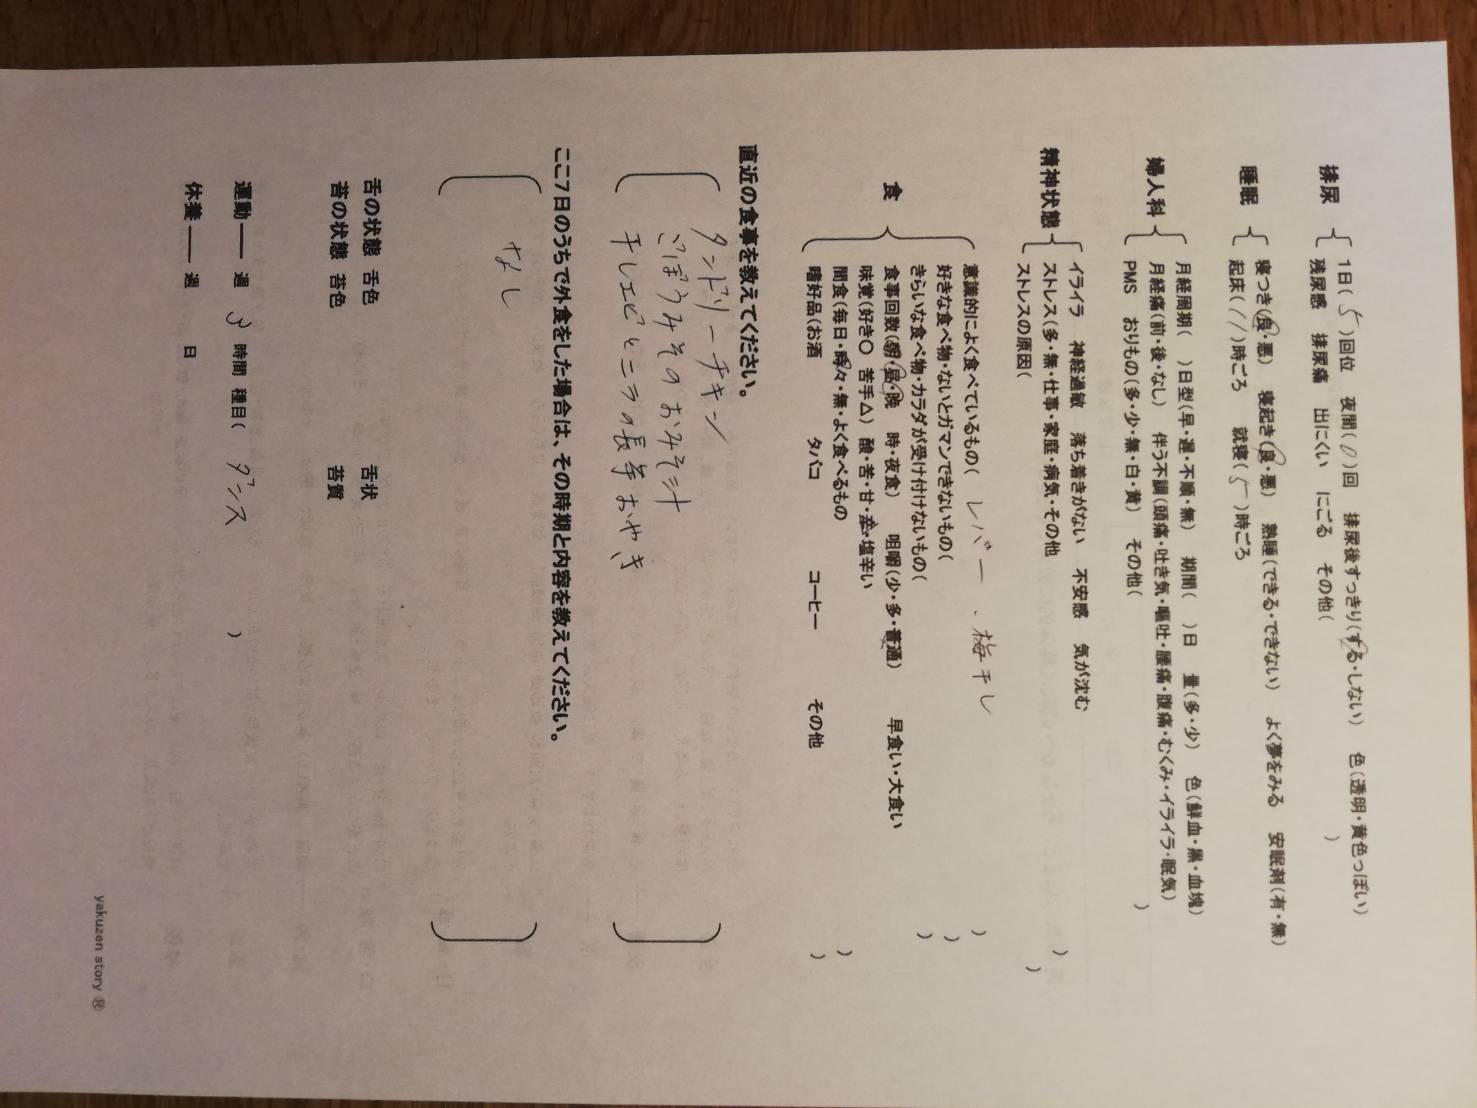 排尿 1日(5)回位 夜間(0)回 排尿後すっきり(する・しない) 色(透明・黄色っぽい)
残尿感 排尿痛 出にくい にごる その他( )
睡眠 寝つき(良・悪) 寝起き(良・悪) 熟睡(できる・できない) よく夢をみる 安眠剤(有・無)
起床(11)時ごろ 就寝(5)時ごろ
婦人科 月経周期( )日型(早・遅・不順・無) 期間( )日 量(多・少) 色(鮮血・黒・血塊)
月経痛(前・後・なし) 伴う不調(頭痛・吐き気・嘔吐・腰痛・腹痛・むくみ・イライラ・眠気)
PMS おりもの(多・少・無・白・黄) その他( )
精神状態 イライラ 神経過敏 落ち着きがない 不安感 気が沈む
ストレス(多・無・仕事・家庭・病気・その他 )
ストレスの原因( )
食 意識的によく食べているもの( レバー、梅干し )
好きな食べ物・ないとガマンできないもの( )
きらいな食べ物・カラダが受け付けないもの( )
食事回数(朝・昼・晩 時・夜食) 咀嚼(少・多・普通) 早食い・大食い
味覚(好き○ 苦手△) 酸・苦・甘・辛・塩辛い
間食(毎日・時々・無・よく食べるもの )
嗜好品(お酒 タバコ コーヒー その他 )
直近の食事を教えてください。
タンドリーチキン
ごぼうみそのおみそ汁
干しエビとニラの長芋おやき
ここ7日のうちで外食をした場合は、その時期と内容を教えてください。
なし
舌の状態 舌色 舌状
苔の状態 苔色 苔質
運動── 週 3 時間 種目( ダンス )
休養── 週 日
yakuzen story ®